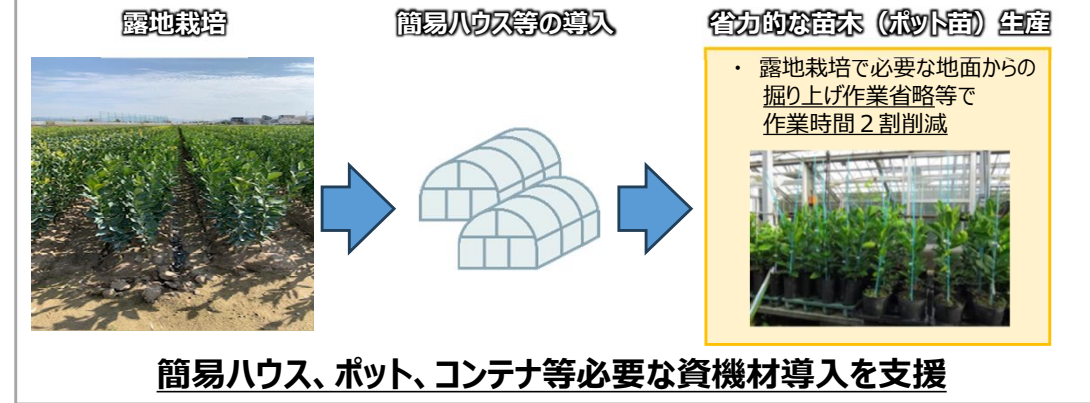 露地栽培
簡易ハウス等の導入
省力的な苗木（ポット苗）生産
・ 露地栽培で必要な地面からの
掘り上げ作業省略等で
作業時間２割削減
簡易ハウス、ポット、コンテナ等必要な資機材導入を支援